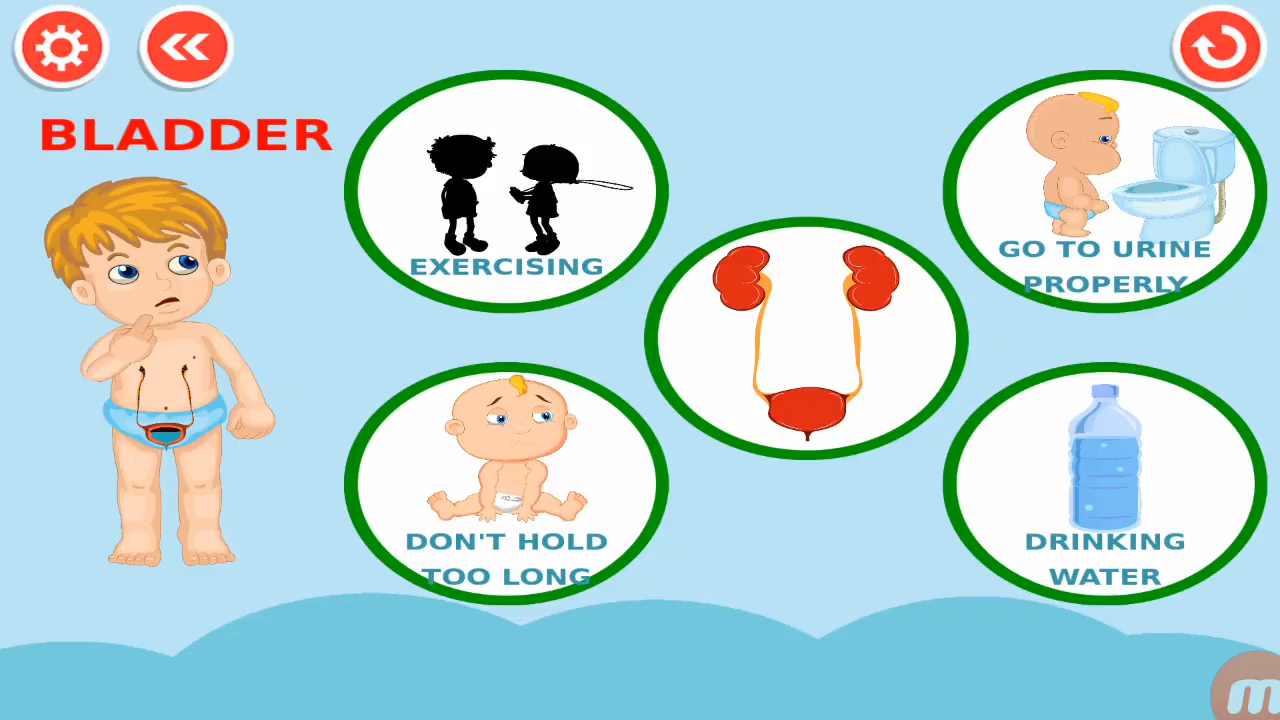 BLADDER
EXERCISING
GO TO URINE
PROPERLY
DON'T HOLD
TOO LONG
DRINKING
WATER
m